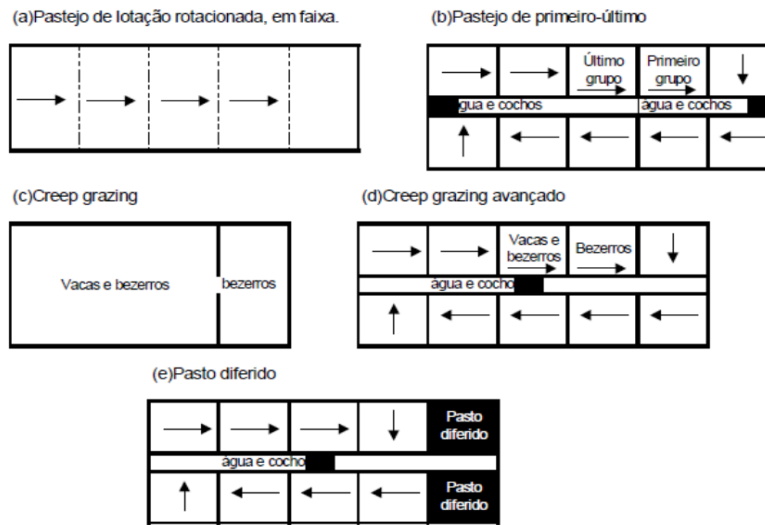 (a)Pastejo de lotação rotacionada, em faixa.
(b)Pastejo de primeiro-último
Último
grupo
Primeiro
grupo
gua e cochos
água e cochos
(c)Creep grazing
Vacas e bezerros
bezerros
(d)Creep grazing avançado
Vacas e
bezerros
Bezerros
água e cocho
(e)Pasto diferido
Pasto
diferido
água e cocho
Pasto
diferido